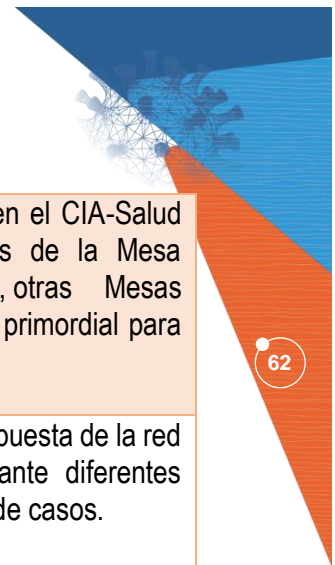 en el CIA-Salud
s de la Mesa
, otras Mesas
primordial para
62
puesta de la red
ante diferentes
de casos.